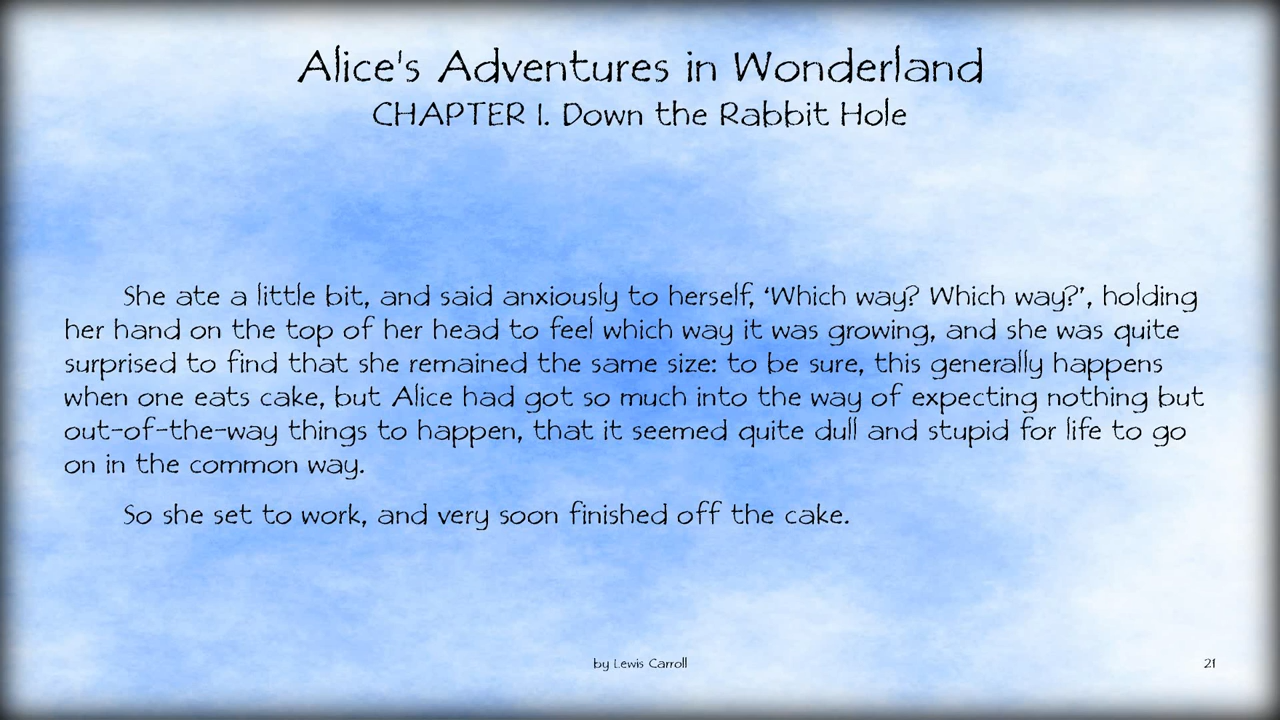 Alice's Adventures in Wonderland
CHAPTER I. Down the Rabbit Hole
She ate a little bit, and said anxiously to herself, ‘Which way? Which way?’, holding
her hand on the top of her head to feel which way it was growing, and she was quite
surprised to find that she remained the same size: to be sure, this generally happens
when one eats cake, but Alice had got so much into the way of expecting nothing but
out-of-the-way things to happen, that it seemed quite dull and stupid for life to go
on in the common way.
So she set to work, and very soon finished off the cake.
by Lewis Carroll
21